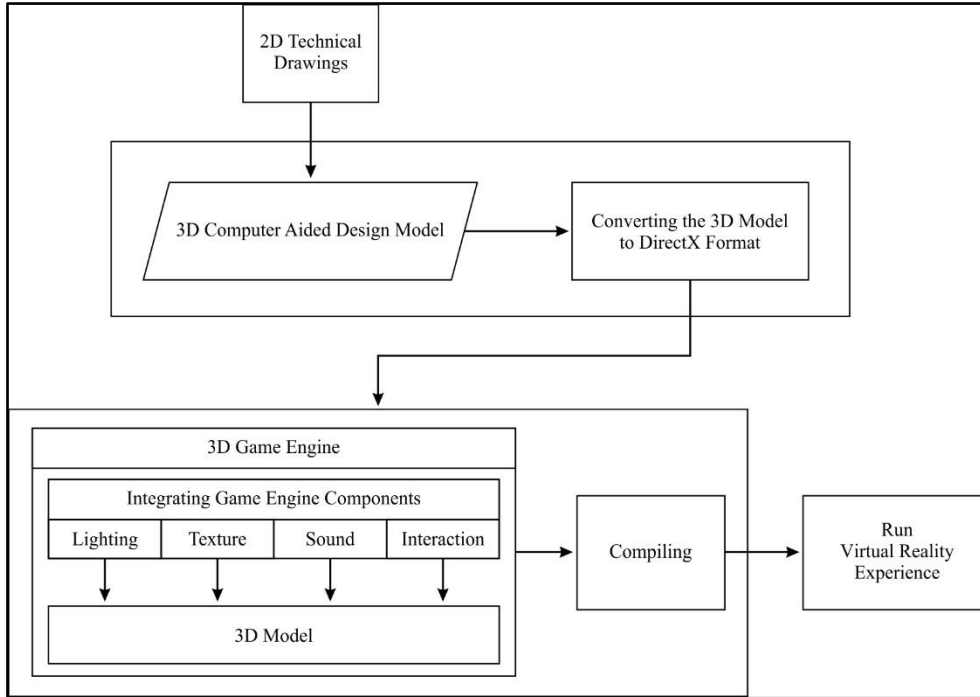 2D Technical
Drawings
3D Computer Aided Design Model
Converting the 3D Model
to DirectX Format
3D Game Engine
Integrating Game Engine Components
Lighting
Texture
Sound
Interaction
3D Model
Compiling
Run
Virtual Reality
Experience